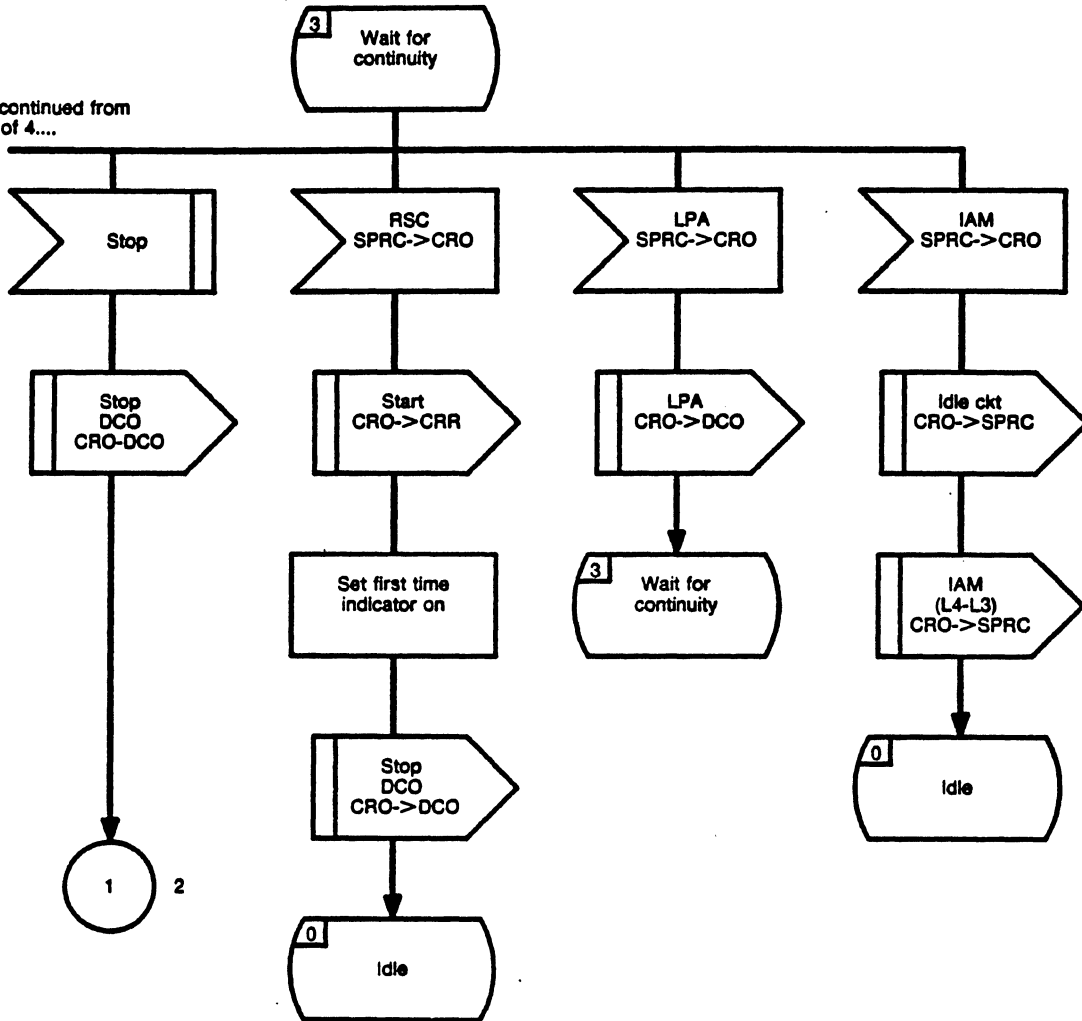 3
Wait for
continuity
continued from
of 4....
Stop
RSC
SPRC->CRO
LPA
SPRC->CRO
IAM
SPRC->CRO
Stop
DCO
CRO-DCO
Start
CRO->CRR
LPA
CRO->DCO
Idle ckt
CRO->SPRC
Set first time
indicator on
3
Wait for
continuity
IAM
(L4-L3)
CRO->SPRC
Stop
DCO
CRO->DCO
0
Idle
1
2
0
Idle